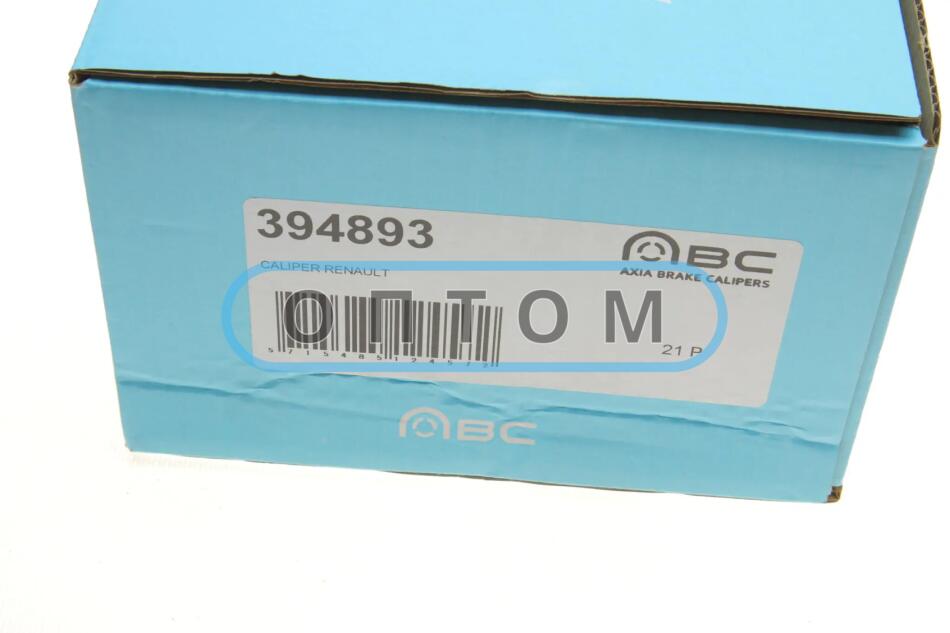 394893
ABC
AXIA BRAKE CALIPERS
CALIPER RENAULT
ОПТОМ
5715485124572
21 P
ABC